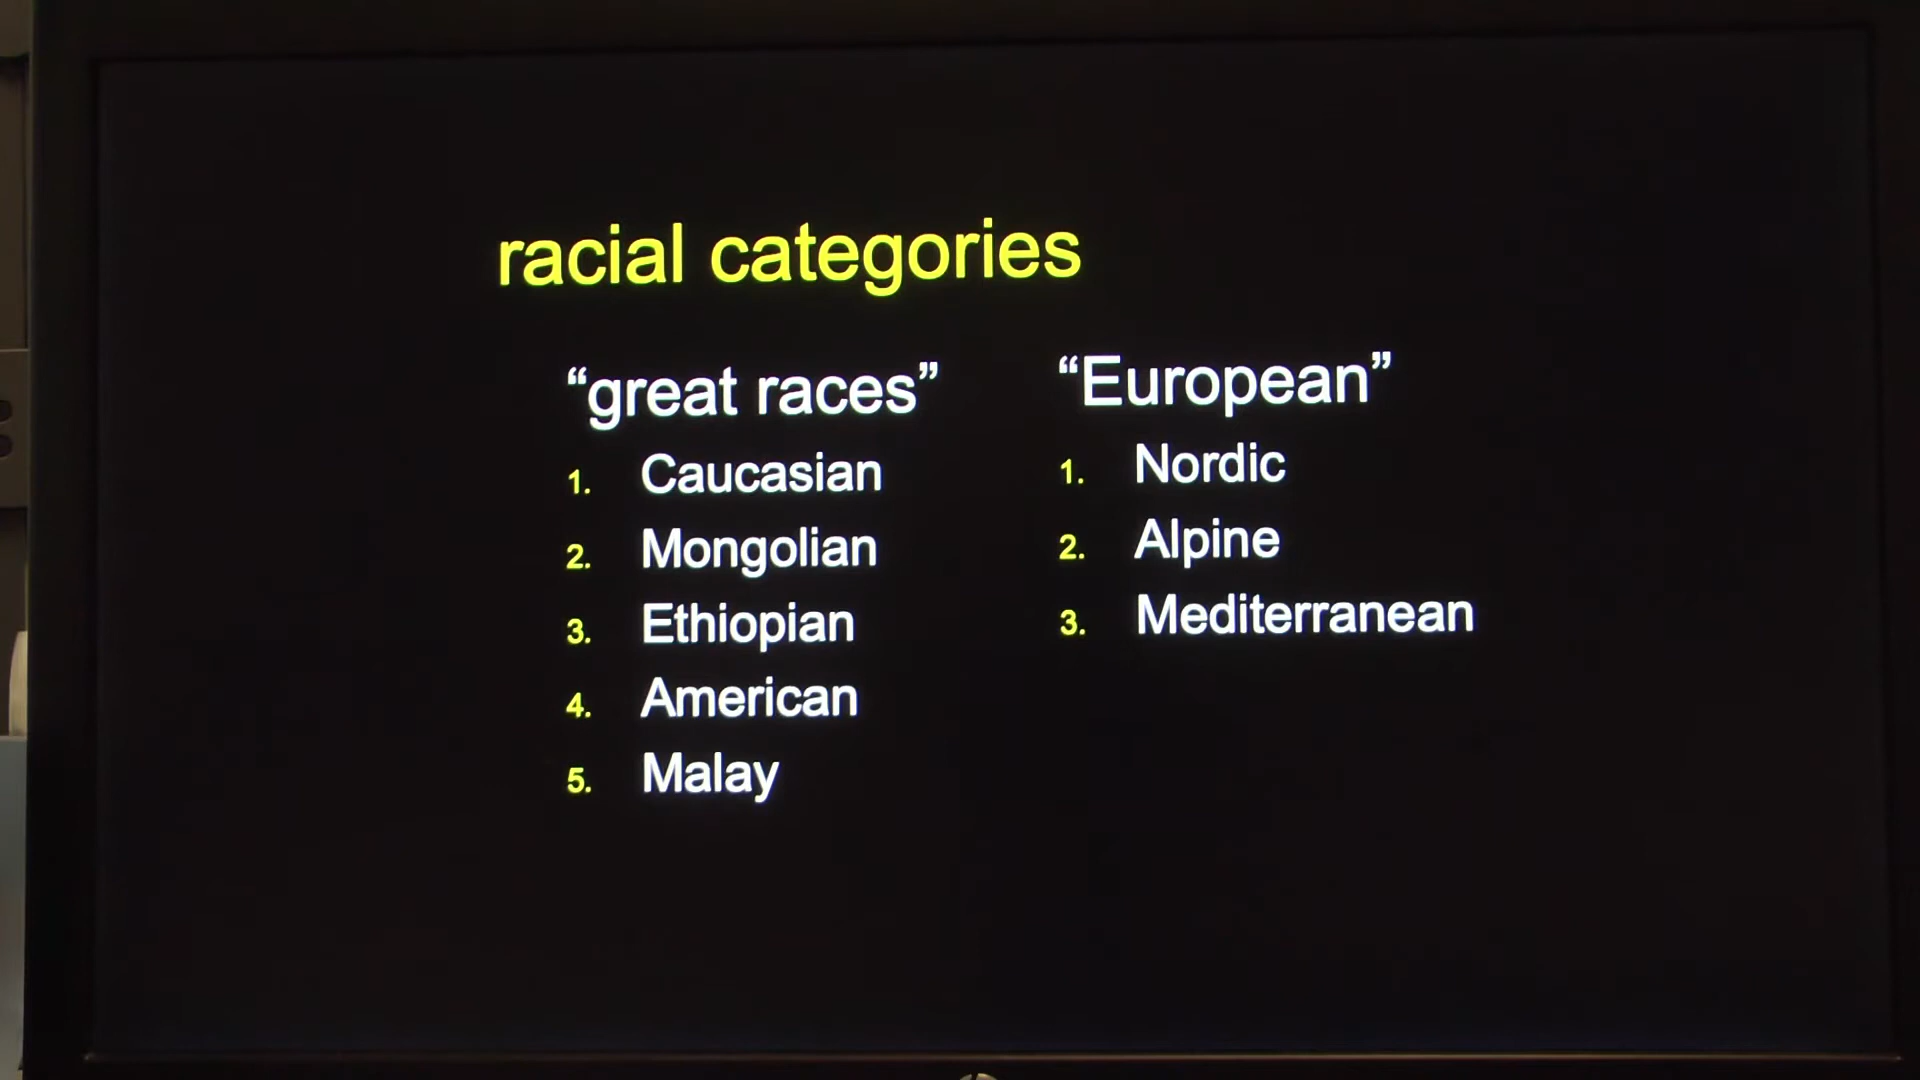 racial categories
“great races”
1. Caucasian
2. Mongolian
3. Ethiopian
4. American
5. Malay
“European”
1. Nordic
2. Alpine
3. Mediterranean